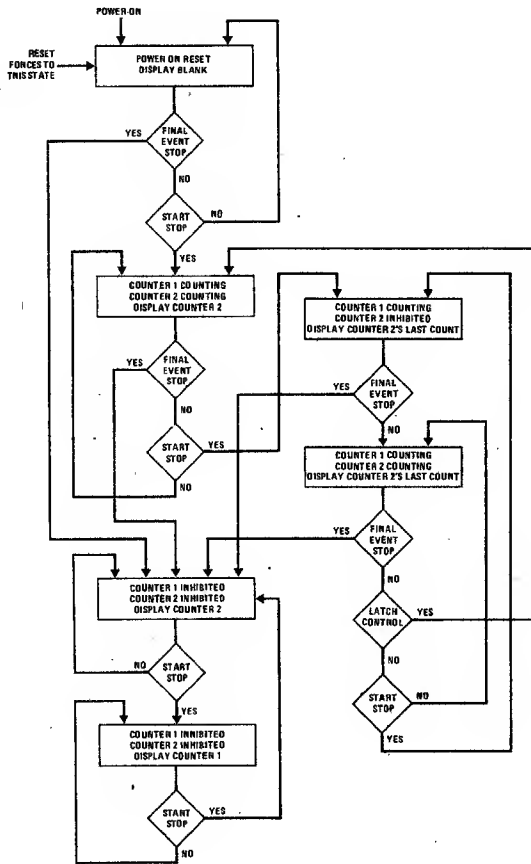 POWER-ON
RESET
FONCES TO
THIS STATE
POWER ON RESET
DISPLAY BLANK
YES
FINAL
EVENT
STOP
NO
START
STOP
NO
YES
COUNTER 1 COUNTING
COUNTER 2 COUNTING
DISPLAY COUNTER 2
YES
FINAL
EVENT
STOP
NO
START
STOP
YES
NO
COUNTER 1 COUNTING
COUNTER 2 INHIBITED
DISPLAY COUNTER 2'S LAST COUNT
YES
FINAL
EVENT
STOP
NO
COUNTER 1 COUNTING
COUNTER 2 COUNTING
DISPLAY COUNTER 2'S LAST COUNT
YES
FINAL
EVENT
STOP
NO
LATCH
CONTROL
YES
NO
START
STOP
NO
YES
COUNTER 1 INHIBITED
COUNTER 2 INHIBITED
DISPLAY COUNTER 2
NO
START
STOP
YES
COUNTER 1 INHIBITED
COUNTER 2 INHIBITED
DISPLAY COUNTER 1
START
STOP
YES
NO